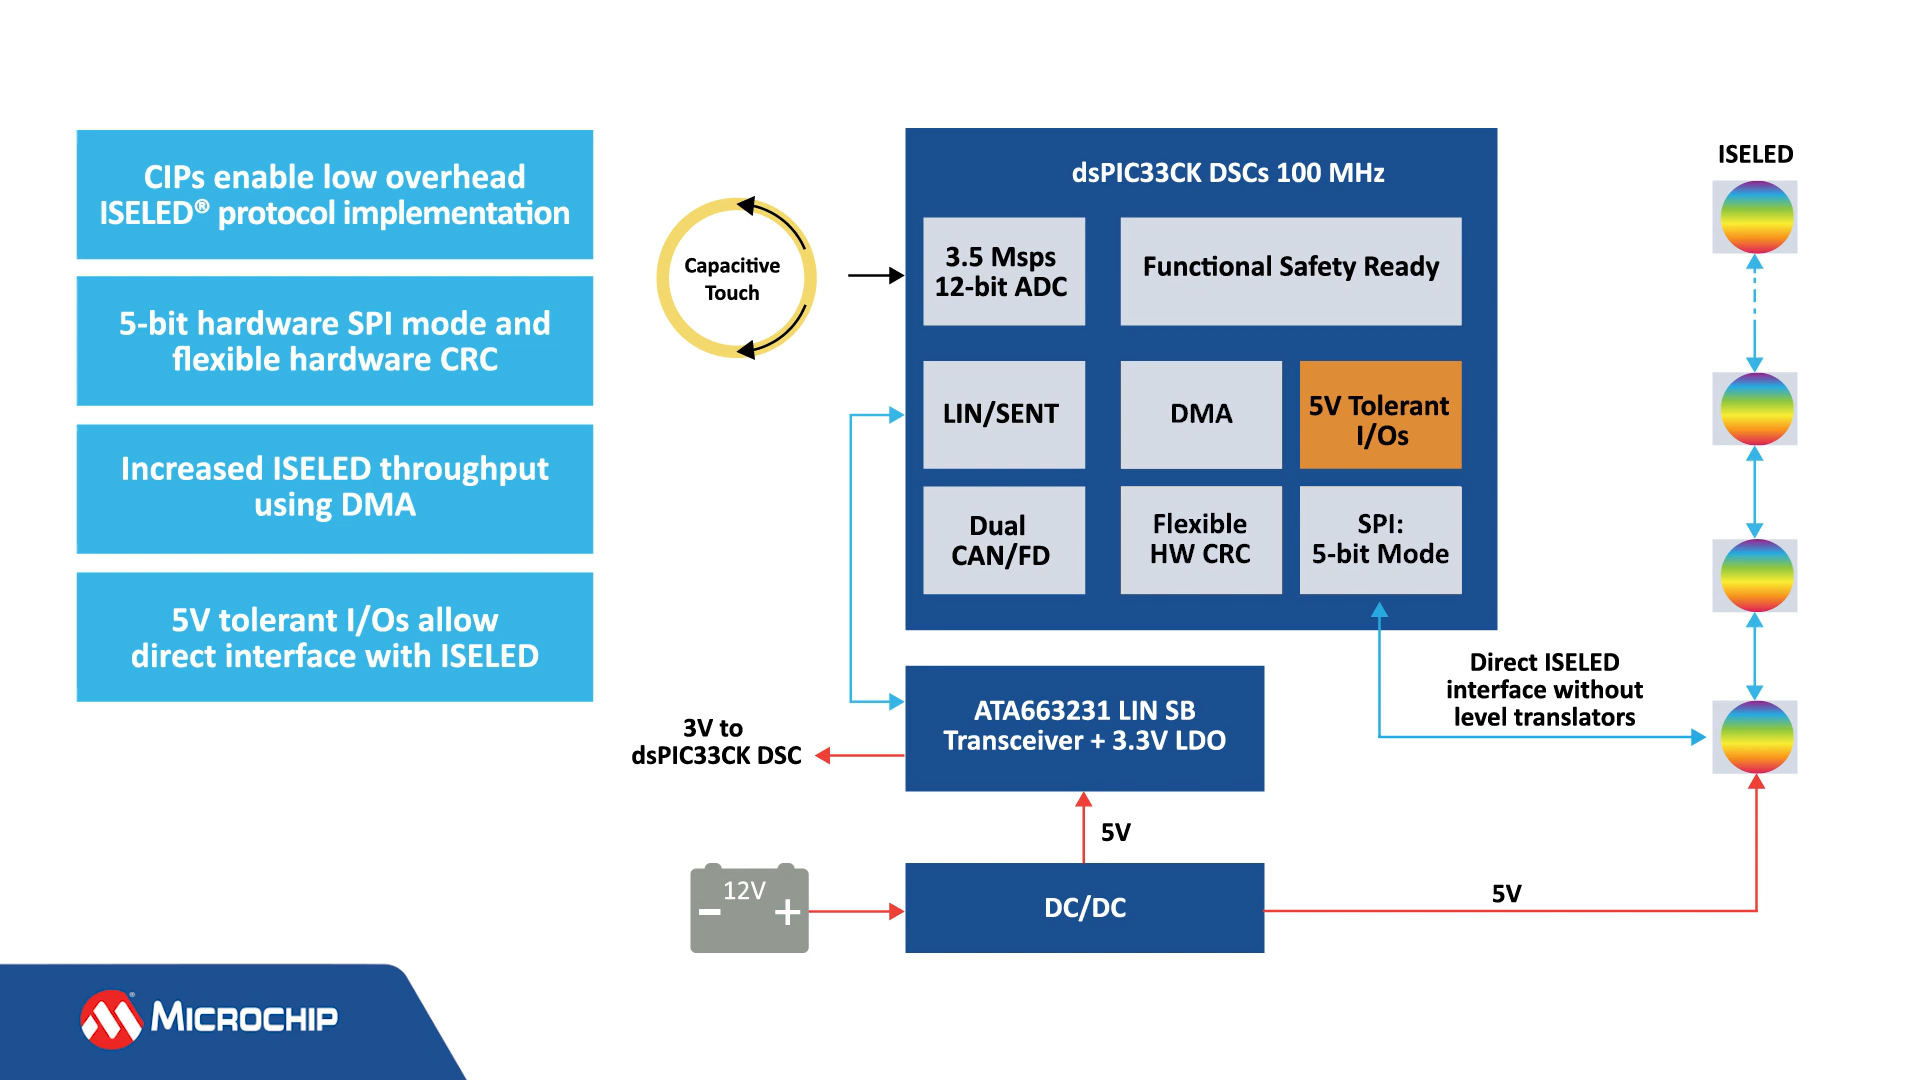 CIPs enable low overhead
ISELED® protocol implementation
5-bit hardware SPI mode and
flexible hardware CRC
Increased ISELED throughput
using DMA
5V tolerant I/Os allow
direct interface with ISELED
Capacitive
Touch
dsPIC33CK DSCs 100 MHz
3.5 Msps
12-bit ADC
Functional Safety Ready
LIN/SENT
DMA
5V Tolerant
I/Os
Dual
CAN/FD
Flexible
HW CRC
SPI:
5-bit Mode
ISELED
Direct ISELED
interface without
level translators
ATA663231 LIN SB
Transceiver + 3.3V LDO
3V to
dsPIC33CK DSC
5V
12V
– +
DC/DC
5V
MICROCHIP®